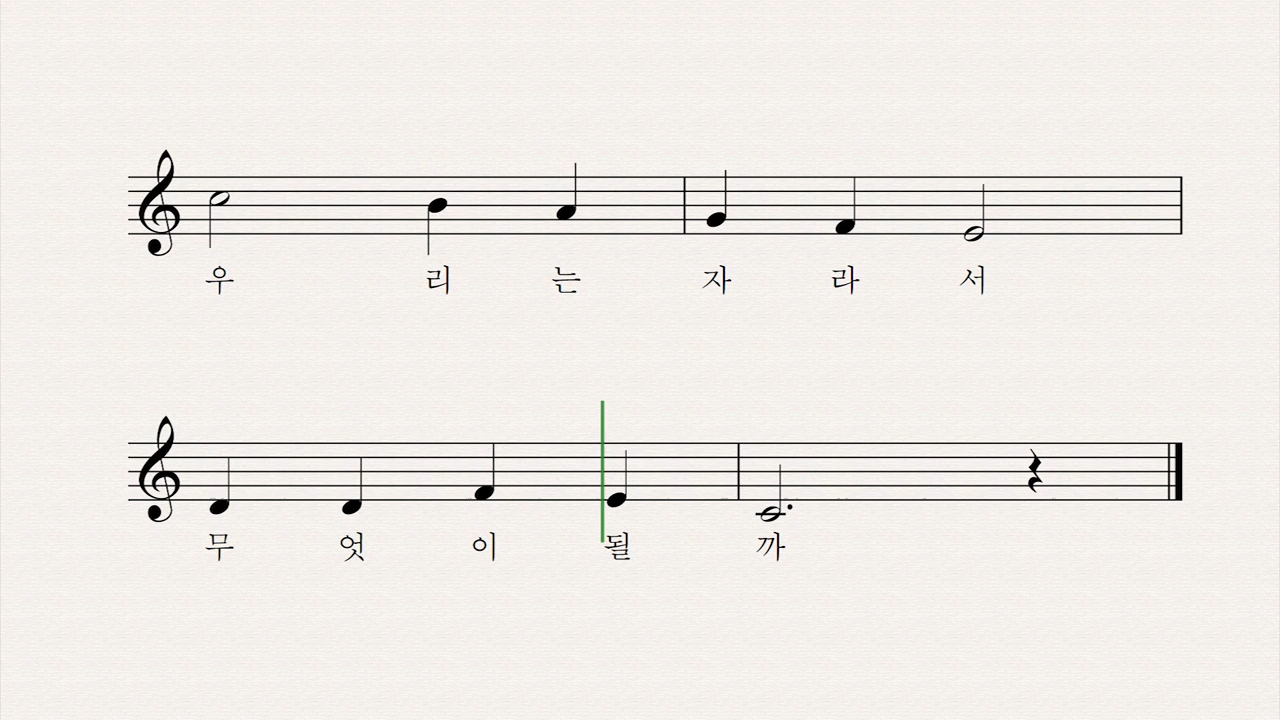 우 리 는 자 라 서
무 엇 이 될 까